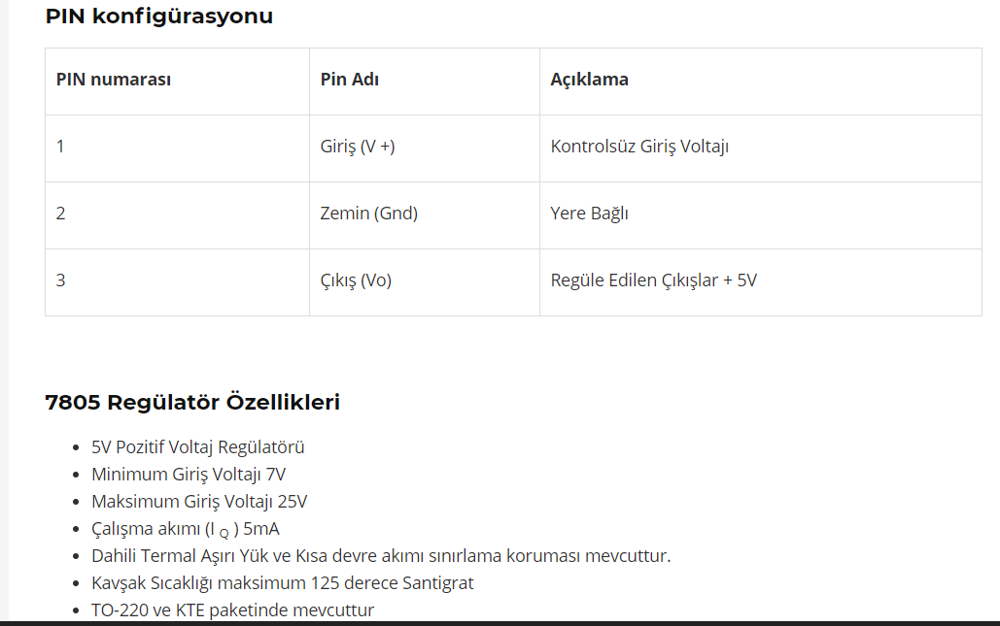 PIN konfigürasyonu
PIN numarası Pin Adı Açıklama
1 Giriş (V +) Kontrolsüz Giriş Voltajı
2 Zemin (Gnd) Yere Bağlı
3 Çıkış (Vo) Regüle Edilen Çıkışlar + 5V
7805 Regülatör Özellikleri
5V Pozitif Voltaj Regülatörü
Minimum Giriş Voltajı 7V
Maksimum Giriş Voltajı 25V
Çalışma akımı (I Q ) 5mA
Dahili Termal Aşırı Yük ve Kısa devre akımı sınırlama koruması mevcuttur.
Kavşak Sıcaklığı maksimum 125 derece Santigrat
TO-220 ve KTE paketinde mevcuttur